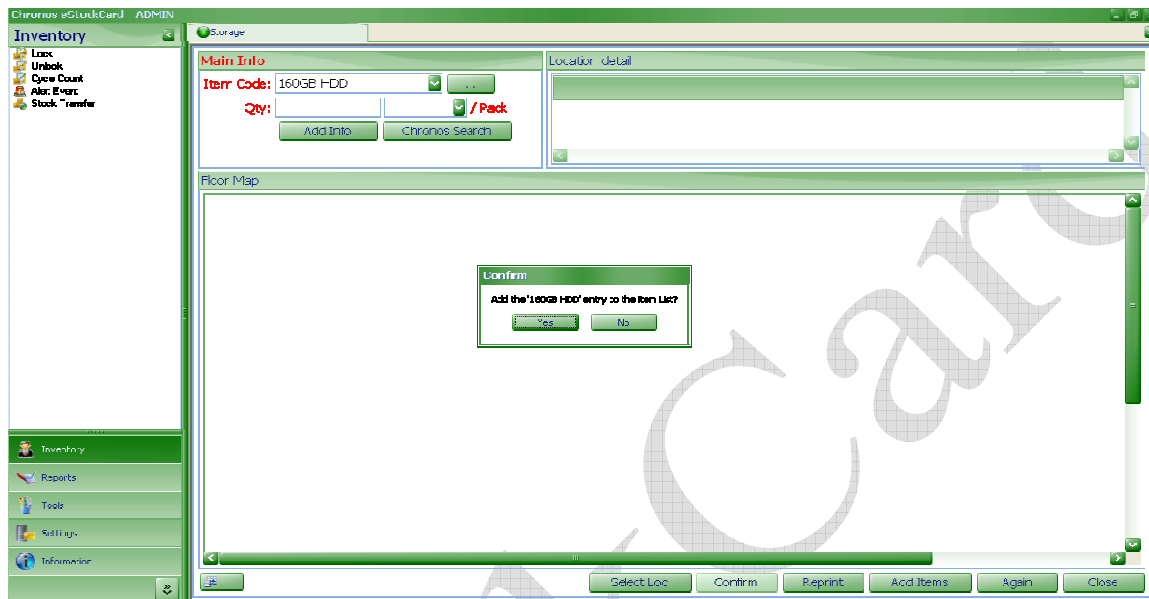 Chronos eStockCard ADMIN
Inventory
Storage
Unbok
Cycle Count
Alert Event
Stock Transfer
Main Info
Item Code: 160GB HDD ...
Qty: / Pack
Add Info Chronos Search
Location detail
Floor Map
Confirm
Add the '160GB HDD' entry to the Item List?
Yes No
Inventory
Reports
Tools
Settings
Information
Select Loc Confirm Reprint Add Items Again Close